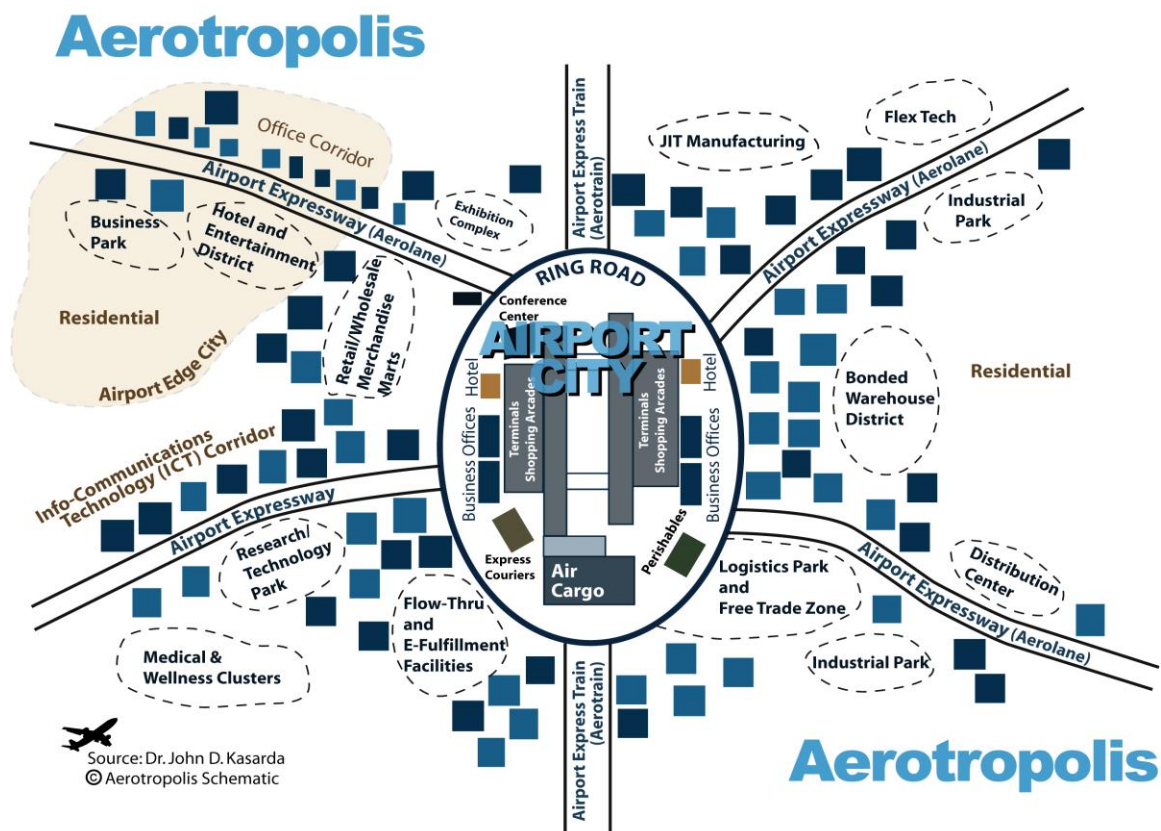 Aerotropolis
Office Corridor
Airport Expressway (Aerolane)
Business
Park
Hotel and
Entertainment
District
Exhibition
Complex
Residential
Airport Edge City
Retail/Wholesale
Merchandise
Marts
Airport Express Train
(Aerotrain)
JIT Manufacturing
Flex Tech
Airport Expressway (Aerolane)
Industrial
Park
Bonded
Warehouse
District
Residential
RING ROAD
Conference
Center
AIRPORT
CITY
Hotel
Hotel
Terminals
Shopping Arcades
Terminals
Shopping Arcades
Business Offices
Business Offices
Express
Couriers
Air
Cargo
Perishables
Info-Communications
Technology (ICT) Corridor
Airport Expressway
Research/
Technology
Park
Medical &
Wellness Clusters
Flow-Thru
and
E-Fulfillment
Facilities
Logistics Park
and
Free Trade Zone
Airport Expressway (Aerolane)
Distribution
Center
Industrial Park
Airport Express Train
(Aerotrain)
Source: Dr. John D. Kasarda
© Aerotropolis Schematic
Aerotropolis